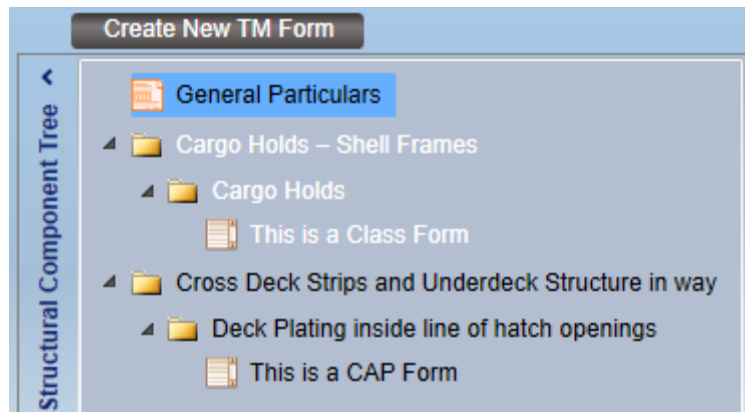 Create New TM Form
Structural Component Tree
General Particulars
Cargo Holds – Shell Frames
Cargo Holds
This is a Class Form
Cross Deck Strips and Underdeck Structure in way
Deck Plating inside line of hatch openings
This is a CAP Form